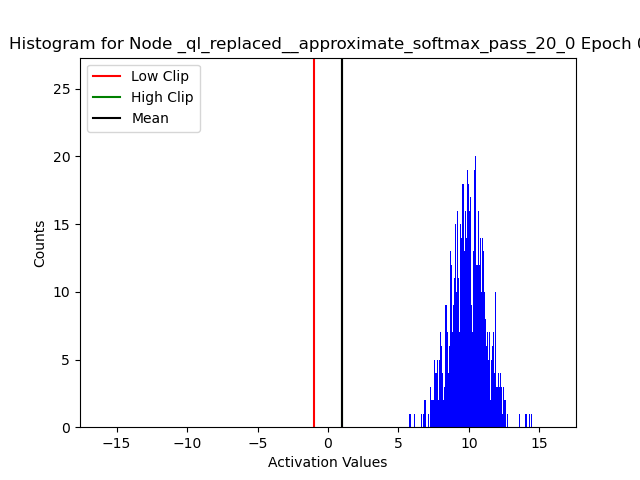 Histogram for Node _ql_replaced__approximate_softmax_pass_20_0 Epoch 0
Low Clip
High Clip
Mean
Counts
25
20
15
10
5
0
−15
−10
−5
0
5
10
15
Activation Values